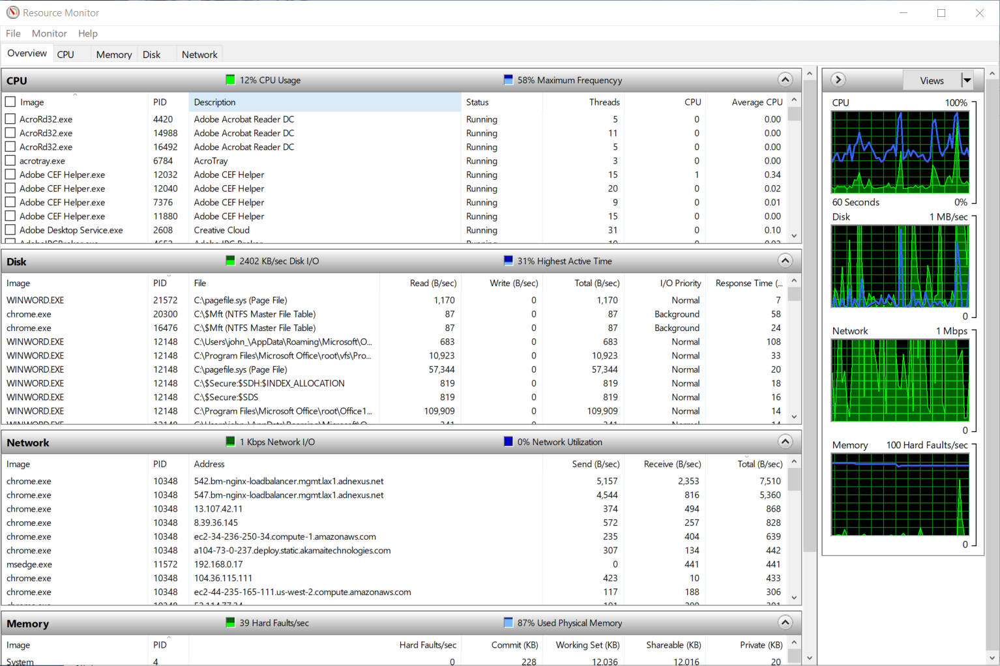 Resource Monitor
File Monitor Help
Overview CPU Memory Disk Network
CPU 12% CPU Usage 58% Maximum Frequencyy
Image PID Description Status Threads CPU Average CPU
AcroRd32.exe 4420 Adobe Acrobat Reader DC Running 5 0 0.00
AcroRd32.exe 14988 Adobe Acrobat Reader DC Running 11 0 0.00
AcroRd32.exe 16492 Adobe Acrobat Reader DC Running 5 0 0.00
acrotray.exe 6784 AcroTray Running 3 0 0.00
Adobe CEF Helper.exe 12032 Adobe CEF Helper Running 15 1 0.34
Adobe CEF Helper.exe 12040 Adobe CEF Helper Running 20 0 0.02
Adobe CEF Helper.exe 7376 Adobe CEF Helper Running 9 0 0.01
Adobe CEF Helper.exe 11880 Adobe CEF Helper Running 15 0 0.00
Adobe Desktop Service.exe 2608 Creative Cloud Running 31 0 0.10
Disk 2402 KB/sec Disk I/O 31% Highest Active Time
Image PID File Read (B/sec) Write (B/sec) Total (B/sec) I/O Priority Response Time (...
WINWORD.EXE 21572 C:\pagefile.sys (Page File) 1,170 0 1,170 Normal 7
chrome.exe 20300 C:\$Mft (NTFS Master File Table) 87 0 87 Background 58
chrome.exe 16476 C:\$Mft (NTFS Master File Table) 87 0 87 Background 24
WINWORD.EXE 12148 C:\Users\john_\AppData\Roaming\Microsoft\O... 683 0 683 Normal 108
WINWORD.EXE 12148 C:\Program Files\Microsoft Office\root\vfs\Pro... 10,923 0 10,923 Normal 33
WINWORD.EXE 12148 C:\pagefile.sys (Page File) 57,344 0 57,344 Normal 20
WINWORD.EXE 12148 C:\$Secure:$SDH:$INDEX_ALLOCATION 819 0 819 Normal 18
WINWORD.EXE 12148 C:\$Secure:$SDS 819 0 819 Normal 16
WINWORD.EXE 12148 C:\Program Files\Microsoft Office\root\Office1... 109,909 0 109,909 Normal 14
Network 1 Kbps Network I/O 0% Network Utilization
Image PID Address Send (B/sec) Receive (B/sec) Total (B/sec)
chrome.exe 10348 542.bm-nginx-loadbalancer.mgmt.lax1.adnexus.net 5,157 2,353 7,510
chrome.exe 10348 547.bm-nginx-loadbalancer.mgmt.lax1.adnexus.net 4,544 816 5,360
chrome.exe 10348 13.107.42.11 374 494 868
chrome.exe 10348 8.39.36.145 572 257 828
chrome.exe 10348 ec2-34-236-250-34.compute-1.amazonaws.com 235 404 639
chrome.exe 10348 a104-73-0-237.deploy.static.akamaitechnologies.com 307 134 442
msedge.exe 11572 192.168.0.17 0 441 441
chrome.exe 10348 104.36.115.111 423 10 433
chrome.exe 10348 ec2-44-235-165-111.us-west-2.compute.amazonaws.com 117 188 306
Memory 39 Hard Faults/sec 87% Used Physical Memory
Image PID Hard Faults/sec Commit (KB) Working Set (KB) Shareable (KB) Private (KB)
System 4 0 228 12,036 12,016 20
Views
CPU 100%
60 Seconds 0%
Disk 1 MB/sec
0
Network 1 Mbps
0
Memory 100 Hard Faults/sec
0